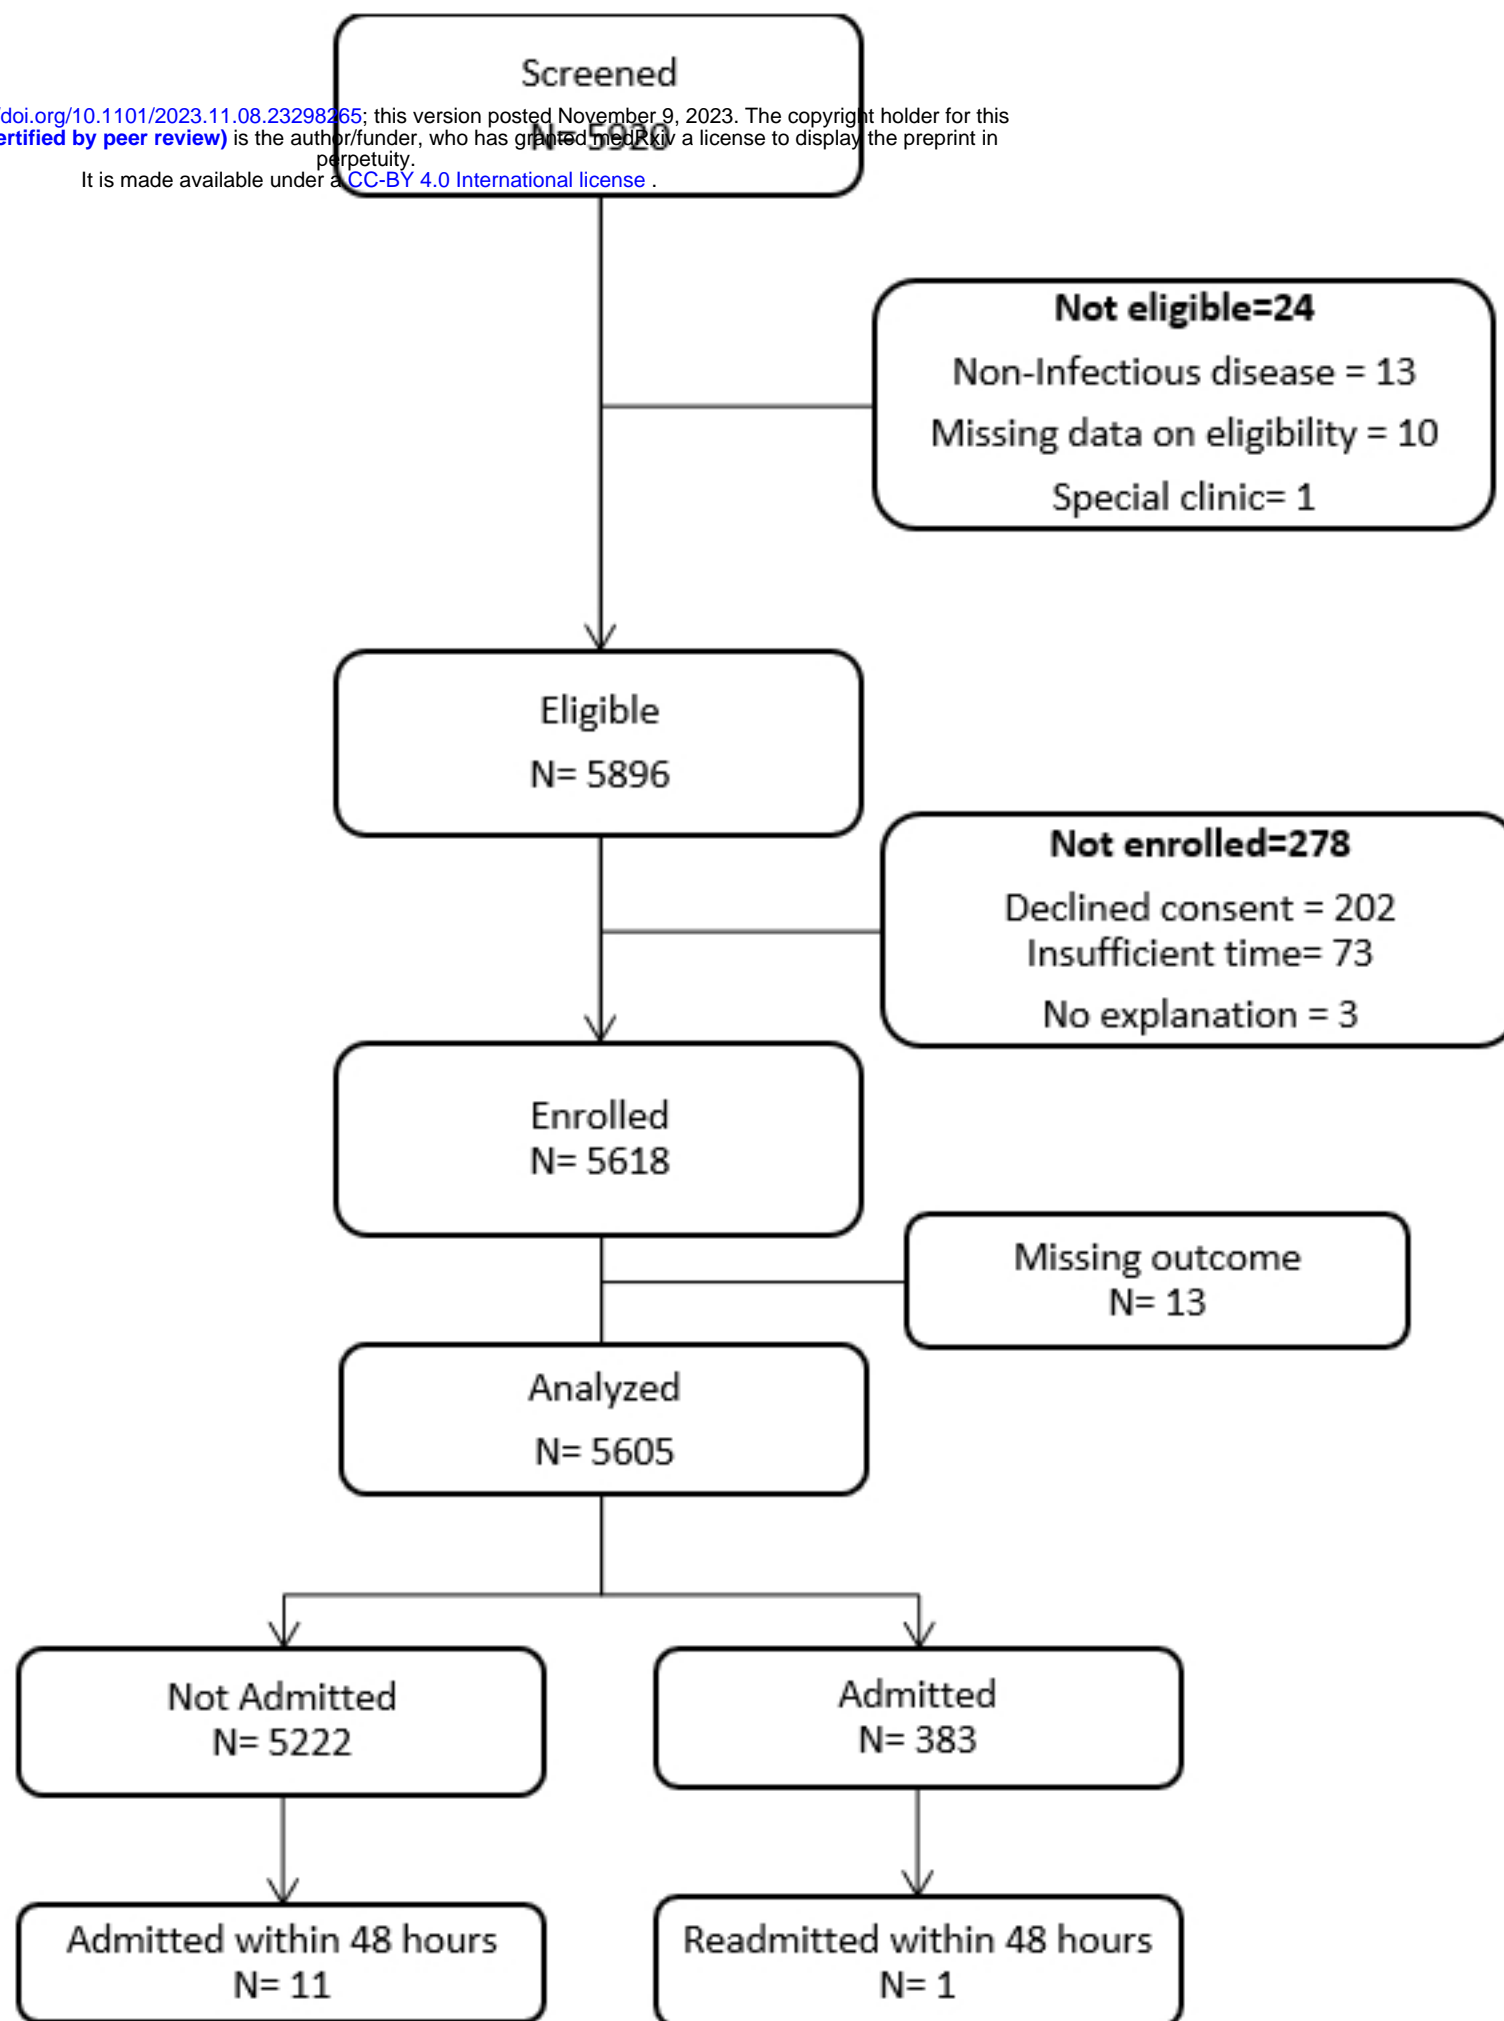 Screened
/doi.org/10.1101/2023.11.08.23298265; this version posted November 9, 2023. The copyright holder for this
ertified by peer review) is the author/funder, who has granted medRxiv a license to display the preprint in
perpetuity.
It is made available under a CC-BY 4.0 International license .
N= 5920
Not eligible=24
Non-Infectious disease = 13
Missing data on eligibility = 10
Special clinic= 1
Eligible
N= 5896
Not enrolled=278
Declined consent = 202
Insufficient time= 73
No explanation = 3
Enrolled
N= 5618
Missing outcome
N= 13
Analyzed
N= 5605
Not Admitted
N= 5222
Admitted
N= 383
Admitted within 48 hours
N= 11
Readmitted within 48 hours
N= 1